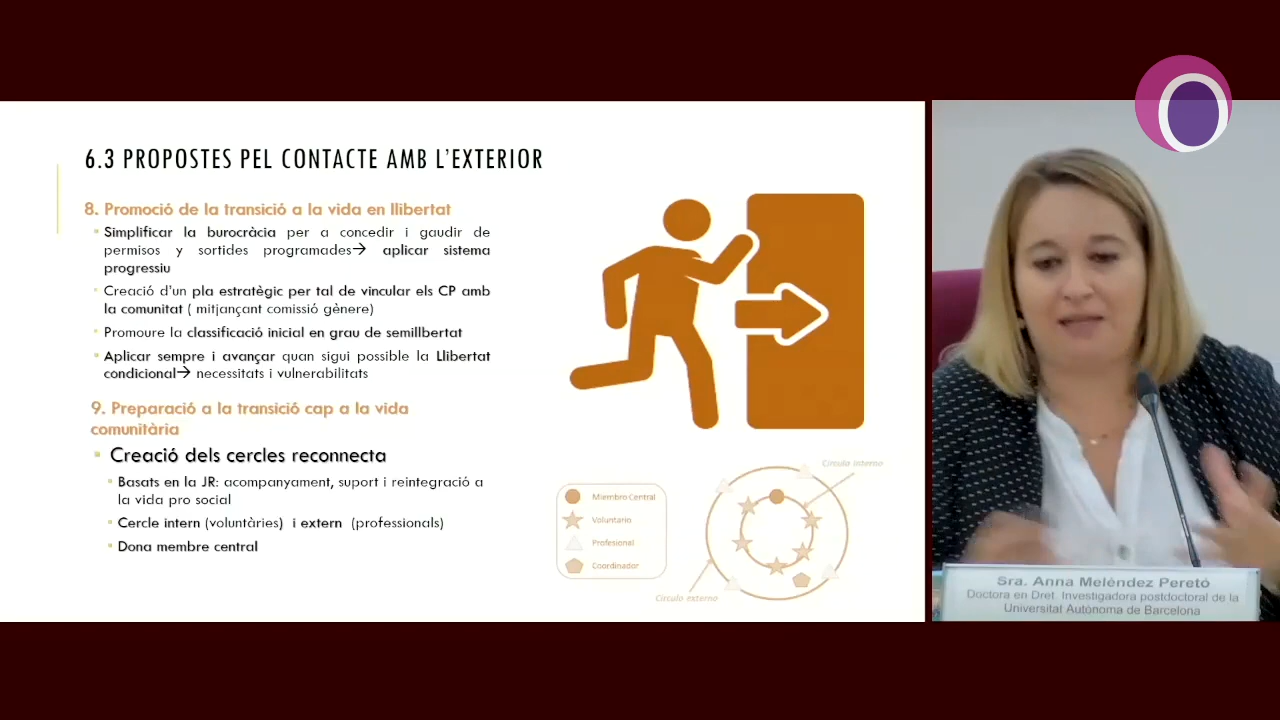 6.3 PROPOSTES PEL CONTACTE AMB L'EXTERIOR
8. Promoció de la transició a la vida en llibertat
Simplificar la burocràcia per a concedir i gaudir de
permisos y sortides programades→ aplicar sistema
progressiu
Creació d'un pla estratègic per tal de vincular els CP amb
la comunitat ( mitjançant comissió gènere)
Promoure la classificació inicial en grau de semillbertat
Aplicar sempre i avançar quan sigui possible la Llibertat
condicional→ necessitats i vulnerabilitats
9. Preparació a la transició cap a la vida
comunitària
Creació dels cercles reconnecta
Basats en la JR: acompanyament, suport i reintegració a
la vida pro social
Cercle intern (voluntàries) i extern (professionals)
Dona membre central
Miembro Central
Voluntario
Profesional
Coordinador
Círculo interno
Círculo externo
Sra. Anna Meléndez Peretó
Doctora en Dret. Investigadora postdoctoral de la
Universitat Autònoma de Barcelona